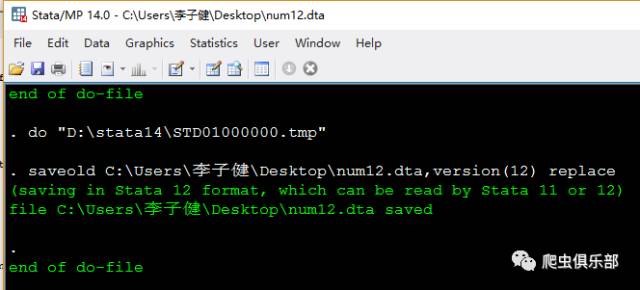 Stata/MP 14.0 - C:\Users\李子健\Desktop\num12.dta
File Edit Data Graphics Statistics User Window Help
end of do-file
. do "D:\stata14\STD01000000.tmp"
. saveold C:\Users\李子健\Desktop\num12.dta,version(12) replace
(saving in Stata 12 format, which can be read by Stata 11 or 12)
file C:\Users\李子健\Desktop\num12.dta saved
.
end of do-file
爬虫俱乐部